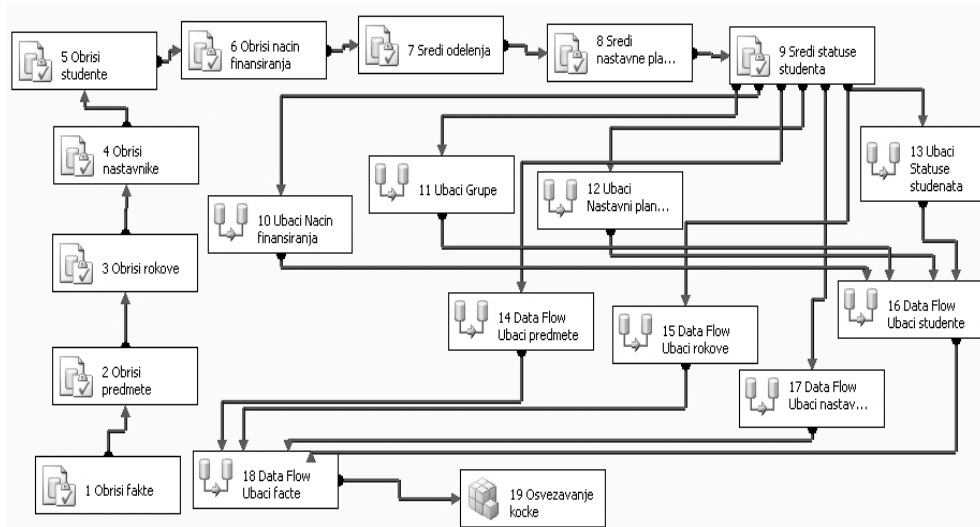 5 Obrisi
studente
6 Obrisi nacin
finansiranja
7 Sredi odelenja
8 Sredi
nastavne pla...
9 Sredi statuse
studenta
4 Obrisi
nastavnike
11 Ubaci Grupe
12 Ubaci
Nastavni plan...
13 Ubaci
Statuse
studenata
10 Ubaci Nacin
finansiranja
3 Obrisi rokove
14 Data Flow
Ubaci predmete
15 Data Flow
Ubaci rokove
16 Data Flow
Ubaci studente
2 Obrisi
predmete
17 Data Flow
Ubaci nastav...
1 Obrisi fakte
18 Data Flow
Ubaci facte
19 Osvezavanje
kocke